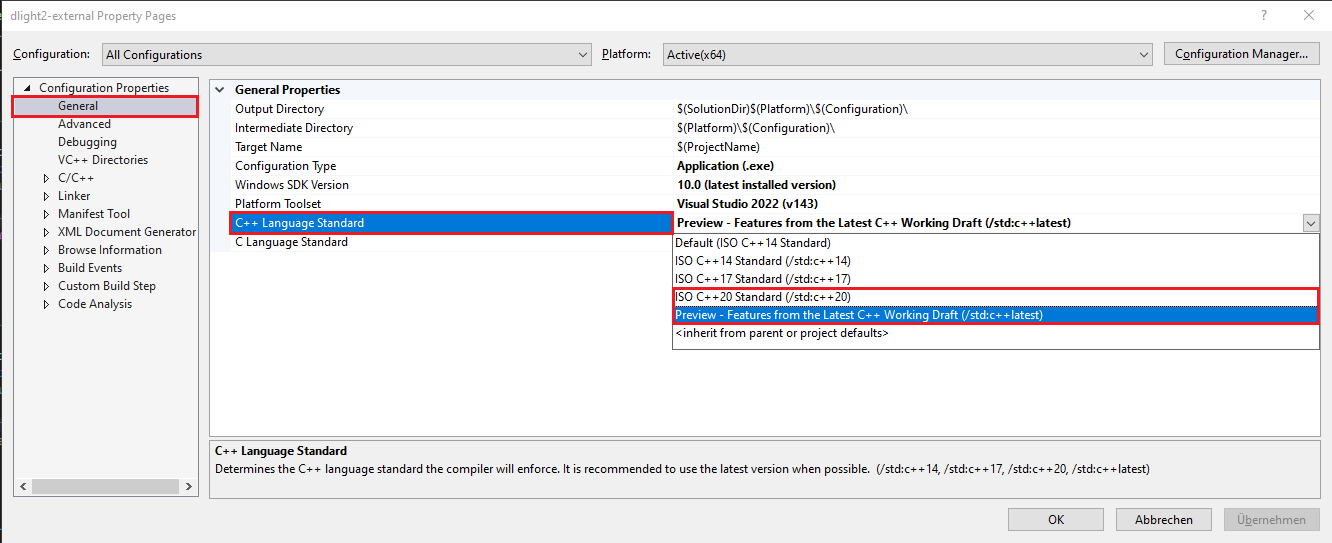 dlight2-external Property Pages
Configuration: All Configurations Platform: Active(x64) Configuration Manager...
Configuration Properties
General
Advanced
Debugging
VC++ Directories
C/C++
Linker
Manifest Tool
XML Document Generator
Browse Information
Build Events
Custom Build Step
Code Analysis
General Properties
Output Directory $(SolutionDir)$(Platform)\$(Configuration)\
Intermediate Directory $(Platform)\$(Configuration)\
Target Name $(ProjectName)
Configuration Type Application (.exe)
Windows SDK Version 10.0 (latest installed version)
Platform Toolset Visual Studio 2022 (v143)
C++ Language Standard Preview - Features from the Latest C++ Working Draft (/std:c++latest)
C Language Standard
Default (ISO C++14 Standard)
ISO C++14 Standard (/std:c++14)
ISO C++17 Standard (/std:c++17)
ISO C++20 Standard (/std:c++20)
Preview - Features from the Latest C++ Working Draft (/std:c++latest)
<inherit from parent or project defaults>
C++ Language Standard
Determines the C++ language standard the compiler will enforce. It is recommended to use the latest version when possible. (/std:c++14, /std:c++17, /std:c++20, /std:c++latest)
OK Abbrechen Übernehmen